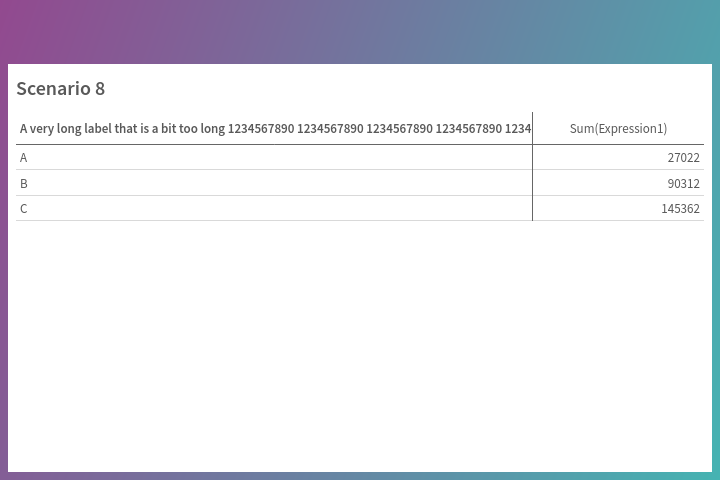 Scenario 8
A very long label that is a bit too long 1234567890 1234567890 1234567890 1234567890 1234 Sum(Expression1)
A 27022
B 90312
C 145362